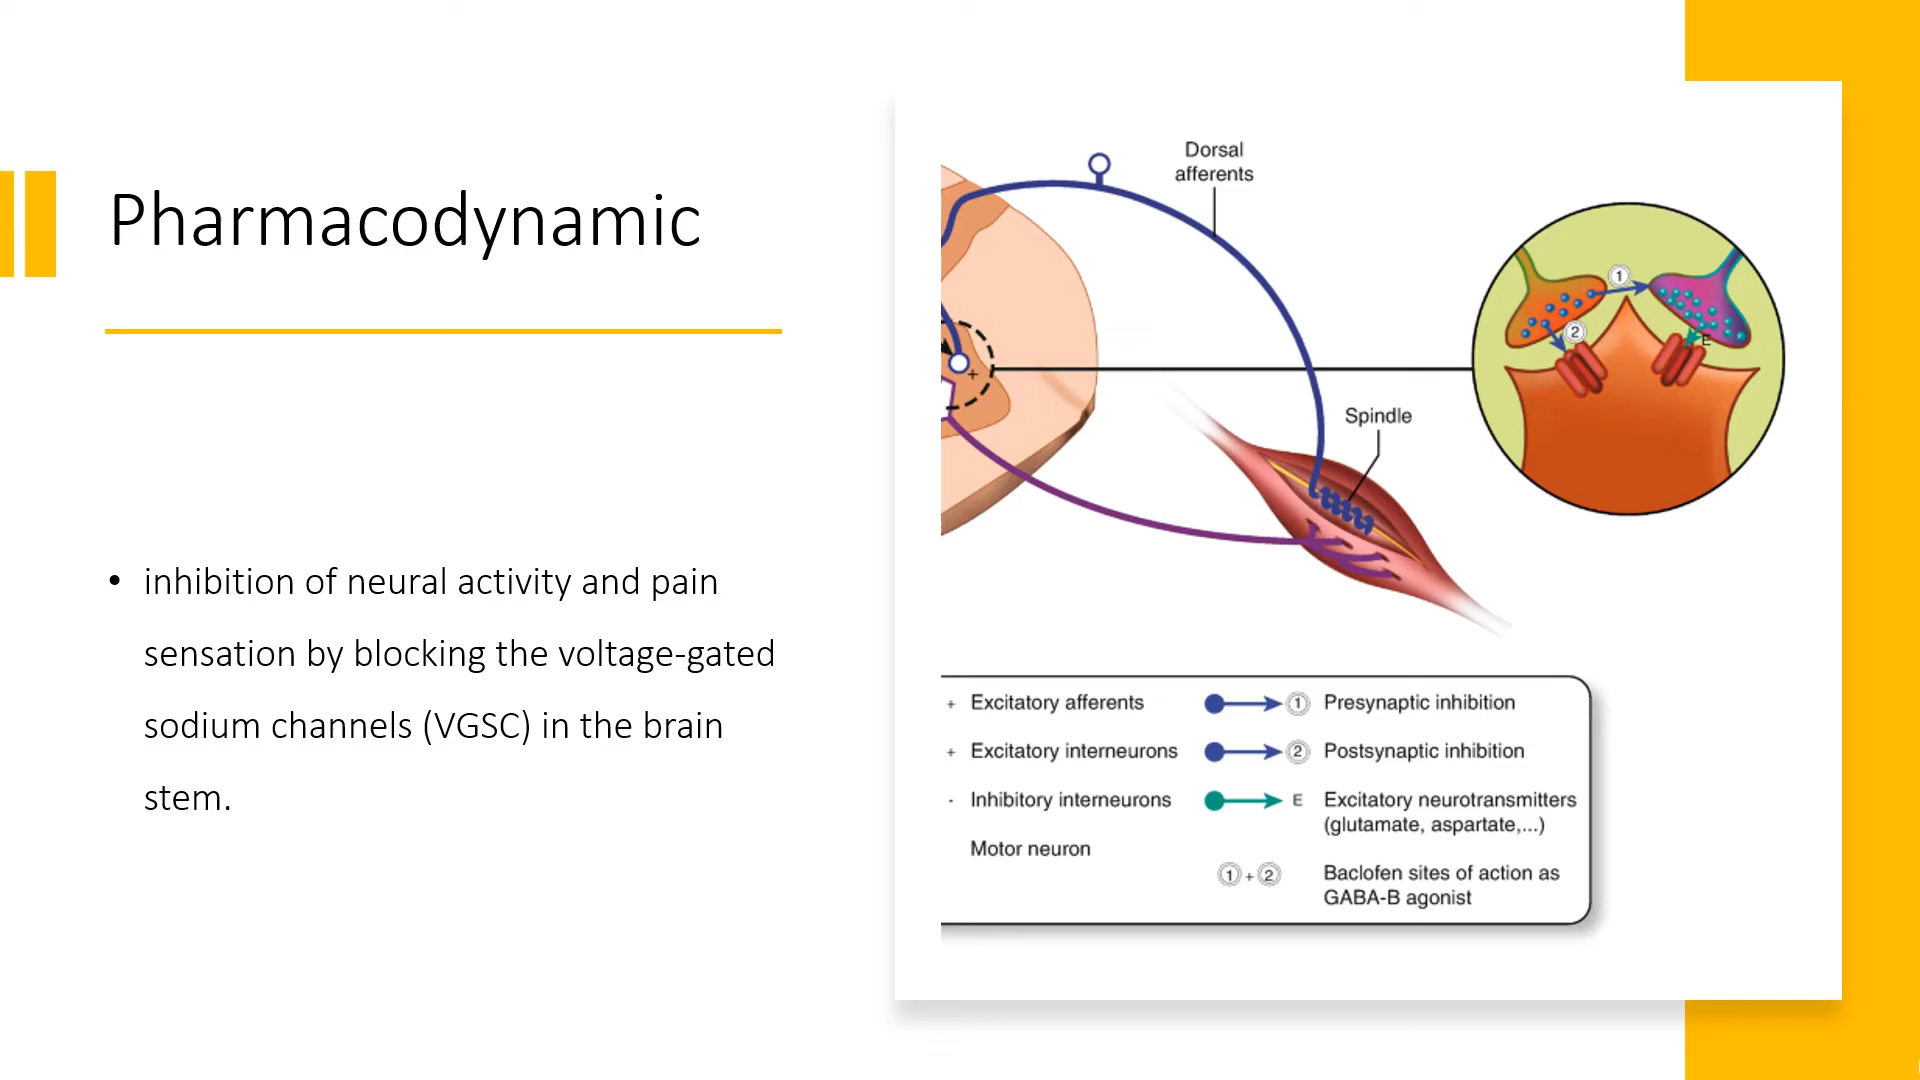 Pharmacodynamic
• inhibition of neural activity and pain
sensation by blocking the voltage-gated
sodium channels (VGSC) in the brain
stem.
Dorsal
afferents
1
2
E
+
Spindle
+ Excitatory afferents
+ Excitatory interneurons
- Inhibitory interneurons
Motor neuron
1 Presynaptic inhibition
2 Postsynaptic inhibition
E Excitatory neurotransmitters
(glutamate, aspartate,...)
1 + 2 Baclofen sites of action as
GABA-B agonist